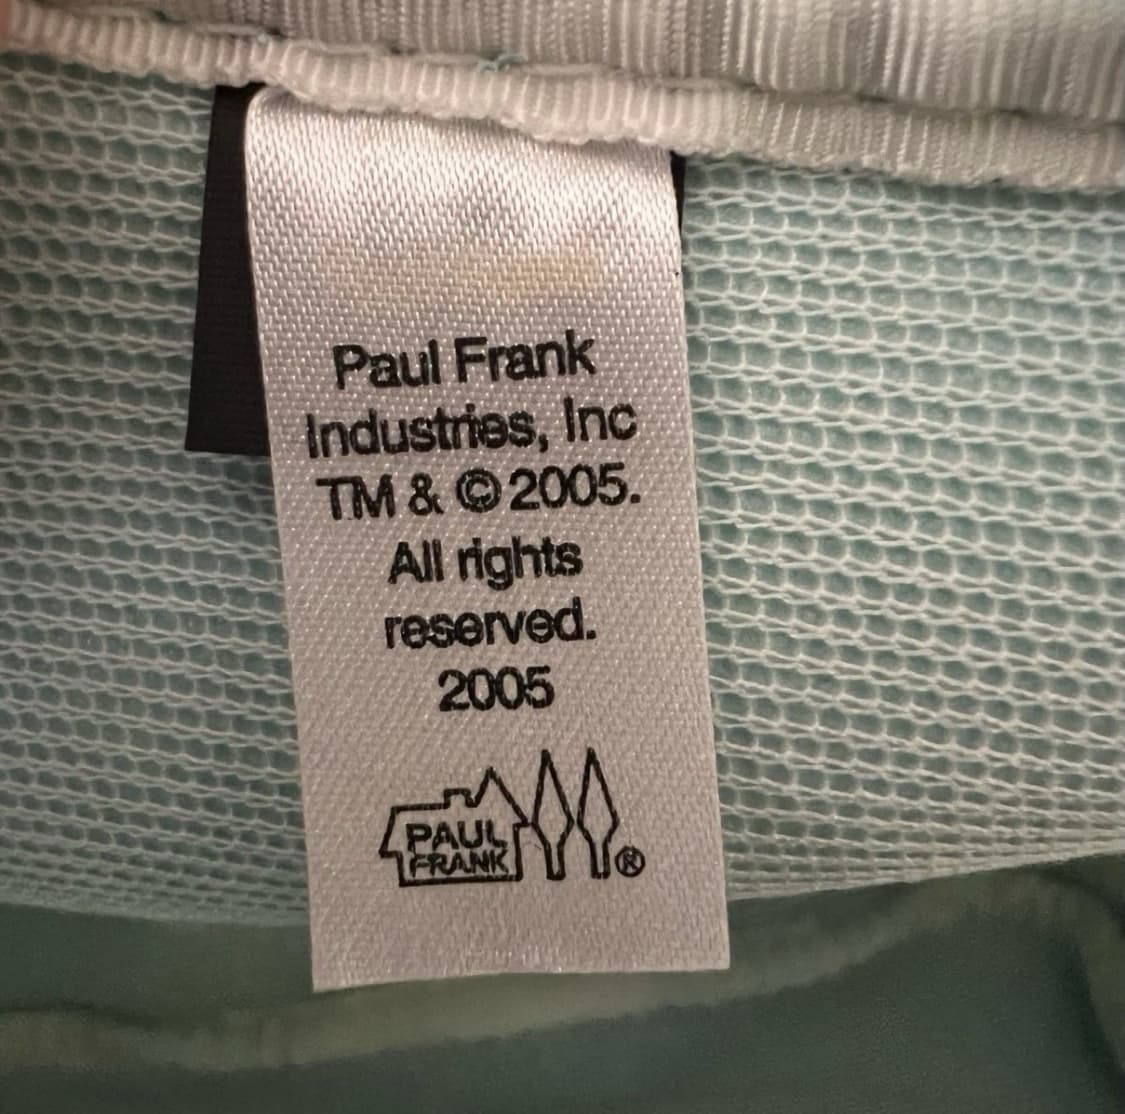 Paul Frank
Industries, Inc
TM & © 2005.
All rights
reserved.
2005
PAUL
FRANK
®